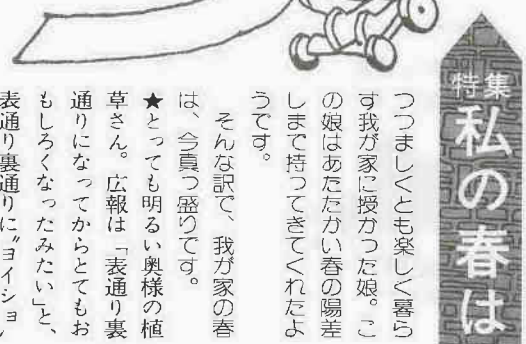 特集
私の春は
つつましくとも楽しく暮ら
す我が家に授かった娘。こ
の娘はあたたかい春の陽差
しまで持ってきてくれたよ
うです。
そんな訳で、我が家の春
は、今真っ盛りです。
★とっても明るい奥様の植
草さん。広報は「表通り裏
通りになってからとてもお
もしろくなったみたい」と、
表通り裏通りに〝ヨイショ〟